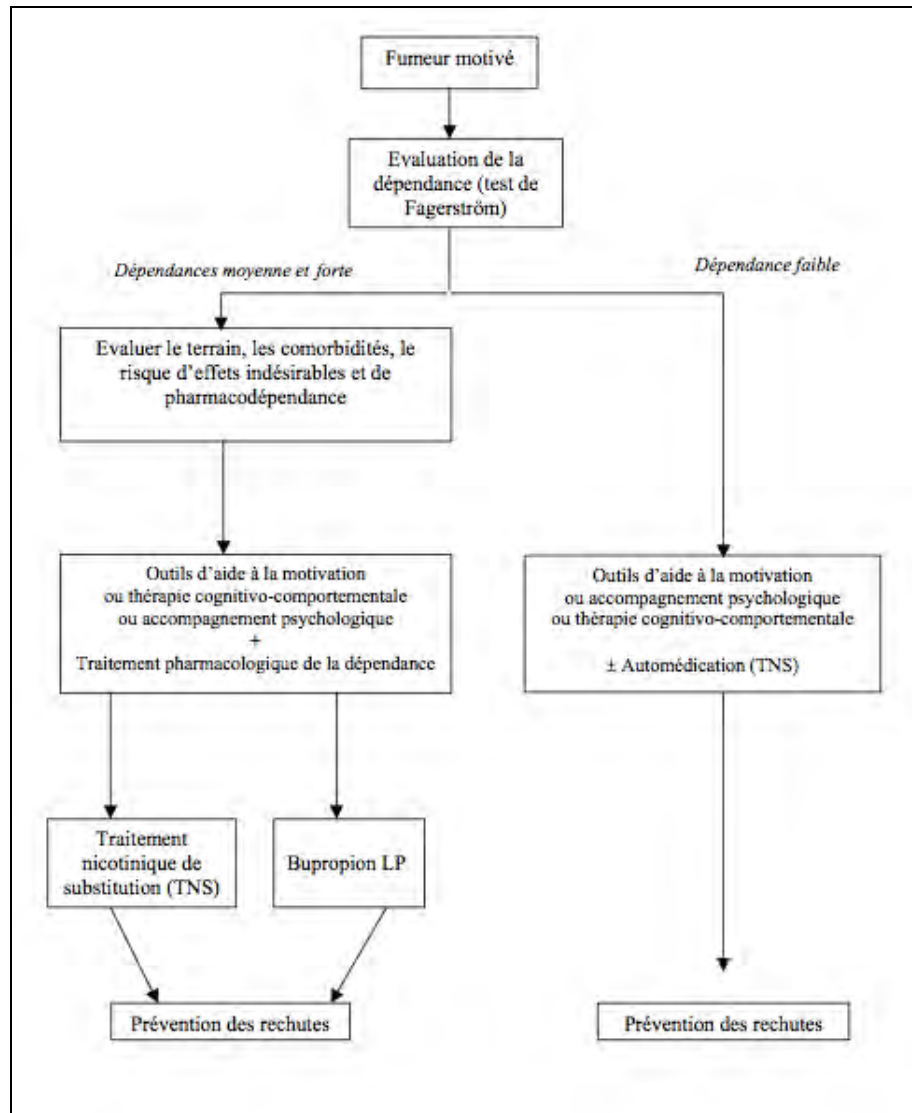 Fumeur motivé
Evaluation de la
dépendance (test de
Fagerström)
Dépendances moyenne et forte
Dépendance faible
Evaluer le terrain, les comorbidités, le
risque d'effets indésirables et de
pharmacodépendance
Outils d'aide à la motivation
ou thérapie cognitivo-comportementale
ou accompagnement psychologique
+
Traitement pharmacologique de la dépendance
Outils d'aide à la motivation
ou accompagnement psychologique
ou thérapie cognitivo-comportementale
± Automédication (TNS)
Traitement
nicotinique de
substitution (TNS)
Bupropion LP
Prévention des rechutes
Prévention des rechutes